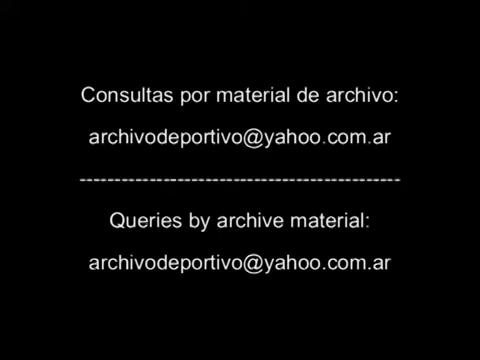 Consultas por material de archivo:
archivodeportivo@yahoo.com.ar
----------------------------------------------
Queries by archive material:
archivodeportivo@yahoo.com.ar